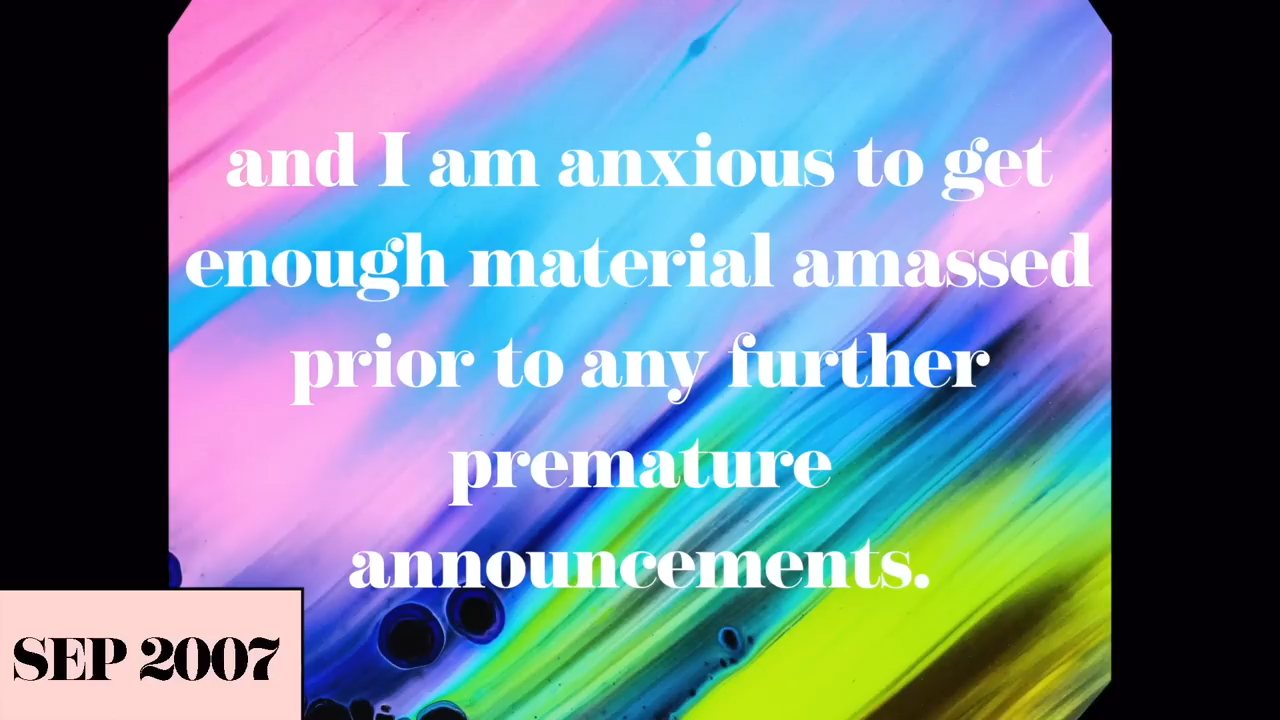 and I am anxious to get
enough material amassed
prior to any further
premature
announcements.
SEP 2007